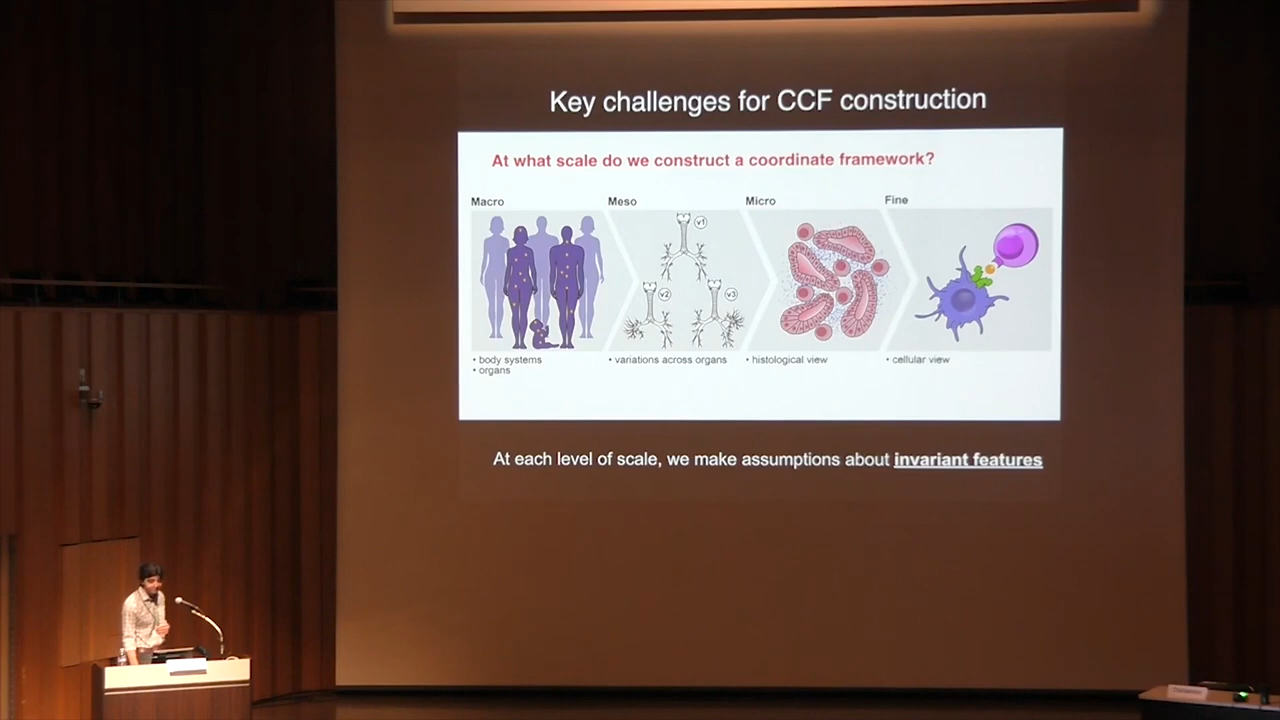 Key challenges for CCF construction
At what scale do we construct a coordinate framework?
Macro
Meso
Micro
Fine
v1
v2
v3
• body systems
• organs
• variations across organs
• histological view
• cellular view
At each level of scale, we make assumptions about invariant features